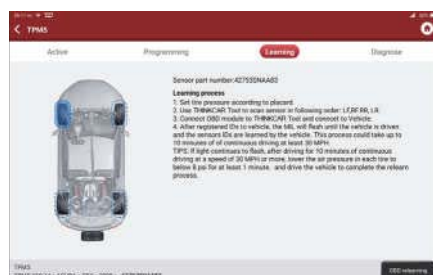 TPMS
Active Programming Learning Diagnose
Sensor part number:42753SNAA83
Learning process
1. Set tire pressure according to placard.
2. Use THINKCAR Tool to scan sensor in following order: LF,RF,RR, LR.
3. Connect OBD module to THINKCAR Tool and connect to Vehicle.
4. After registered IDs to vehicle, the MIL will flash until the vehicle is driven
and the sensors IDs are learned by the vehicle. This process could take up to
10 minutes of of continuous driving at least 30 MPH.
TIPS: If light continues to flash, after driving for 10 minutes of continuous
driving at a speed of 30 MPH or more, lower the air pressure in each tire to
below 8 psi for at least 1 minute, and drive the vehicle to complete the relearn
process.
TPMS
OBD relearning